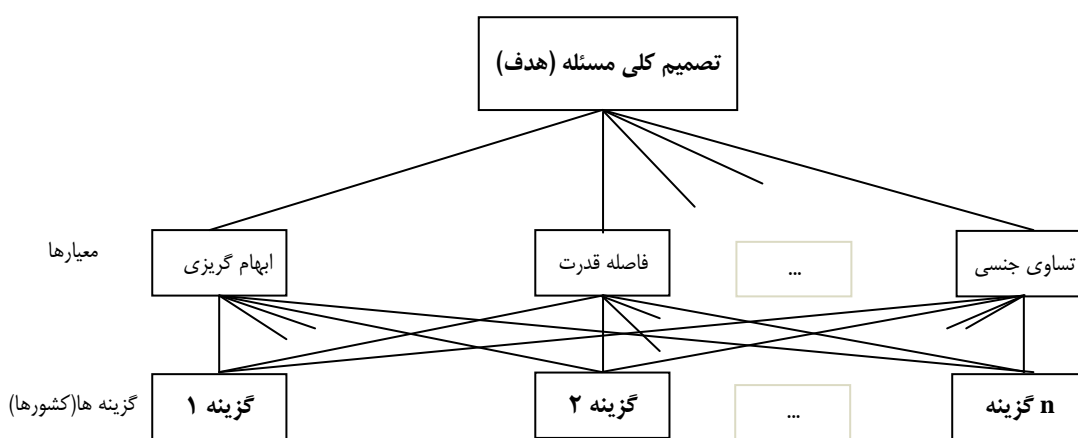 تصمیم کلی مسئله (هدف)
معیارها
ابهام گریزی
فاصله قدرت
...
تساوی جنسی
گزینه ها(کشورها)
گزینه ۱
گزینه ۲
...
گزینه n